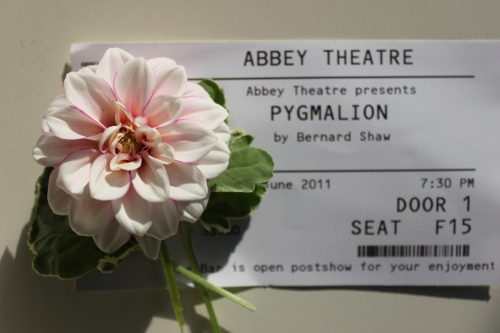 ABBEY THEATRE
Abbey Theatre presents
PYGMALION
by Bernard Shaw
2011 7:30 PM
DOOR 1
SEAT F15
Bar is open postshow for your enjoyment